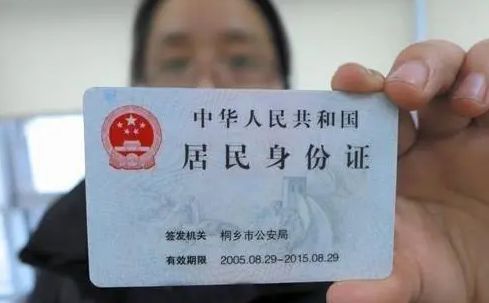 中华人民共和国
居民身份证
签发机关 桐乡市公安局
有效期限 2005.08.29-2015.08.29